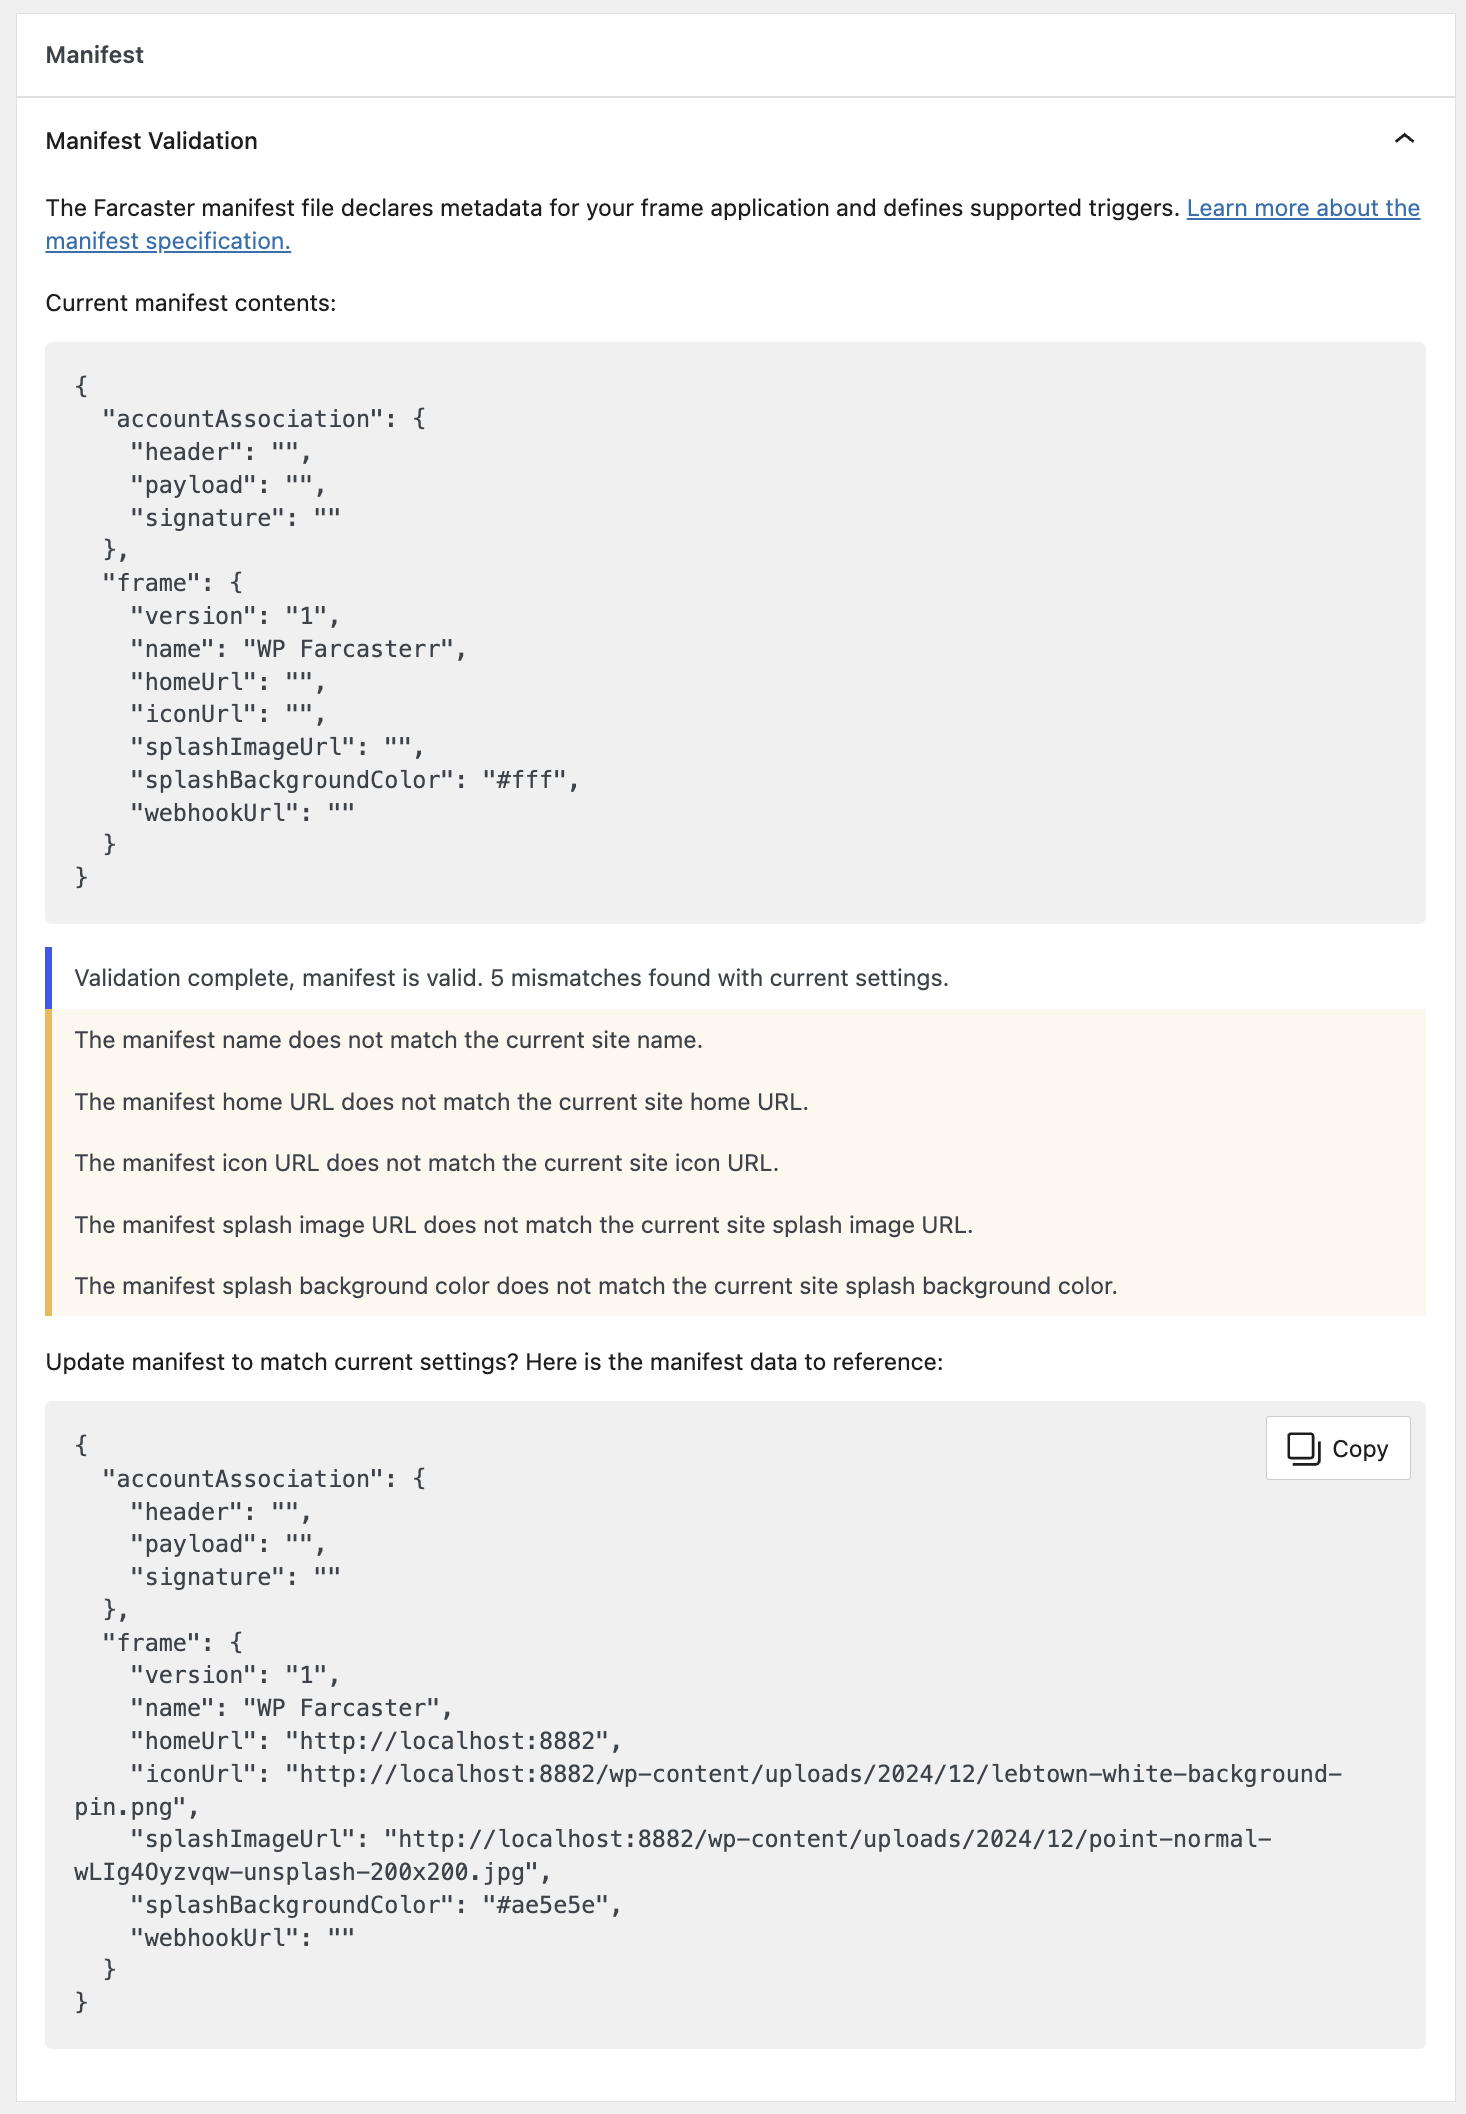 Manifest
Manifest Validation
The Farcaster manifest file declares metadata for your frame application and defines supported triggers. Learn more about the
manifest specification.
Current manifest contents:
{
  "accountAssociation": {
    "header": "",
    "payload": "",
    "signature": ""
  },
  "frame": {
    "version": "1",
    "name": "WP Farcasterr",
    "homeUrl": "",
    "iconUrl": "",
    "splashImageUrl": "",
    "splashBackgroundColor": "#fff",
    "webhookUrl": ""
  }
}
Validation complete, manifest is valid. 5 mismatches found with current settings.
The manifest name does not match the current site name.
The manifest home URL does not match the current site home URL.
The manifest icon URL does not match the current site icon URL.
The manifest splash image URL does not match the current site splash image URL.
The manifest splash background color does not match the current site splash background color.
Update manifest to match current settings? Here is the manifest data to reference:
Copy
{
  "accountAssociation": {
    "header": "",
    "payload": "",
    "signature": ""
  },
  "frame": {
    "version": "1",
    "name": "WP Farcaster",
    "homeUrl": "http://localhost:8882",
    "iconUrl": "http://localhost:8882/wp-content/uploads/2024/12/lebtown-white-background-
pin.png",
    "splashImageUrl": "http://localhost:8882/wp-content/uploads/2024/12/point-normal-
wLIg4Oyzvqw-unsplash-200x200.jpg",
    "splashBackgroundColor": "#ae5e5e",
    "webhookUrl": ""
  }
}